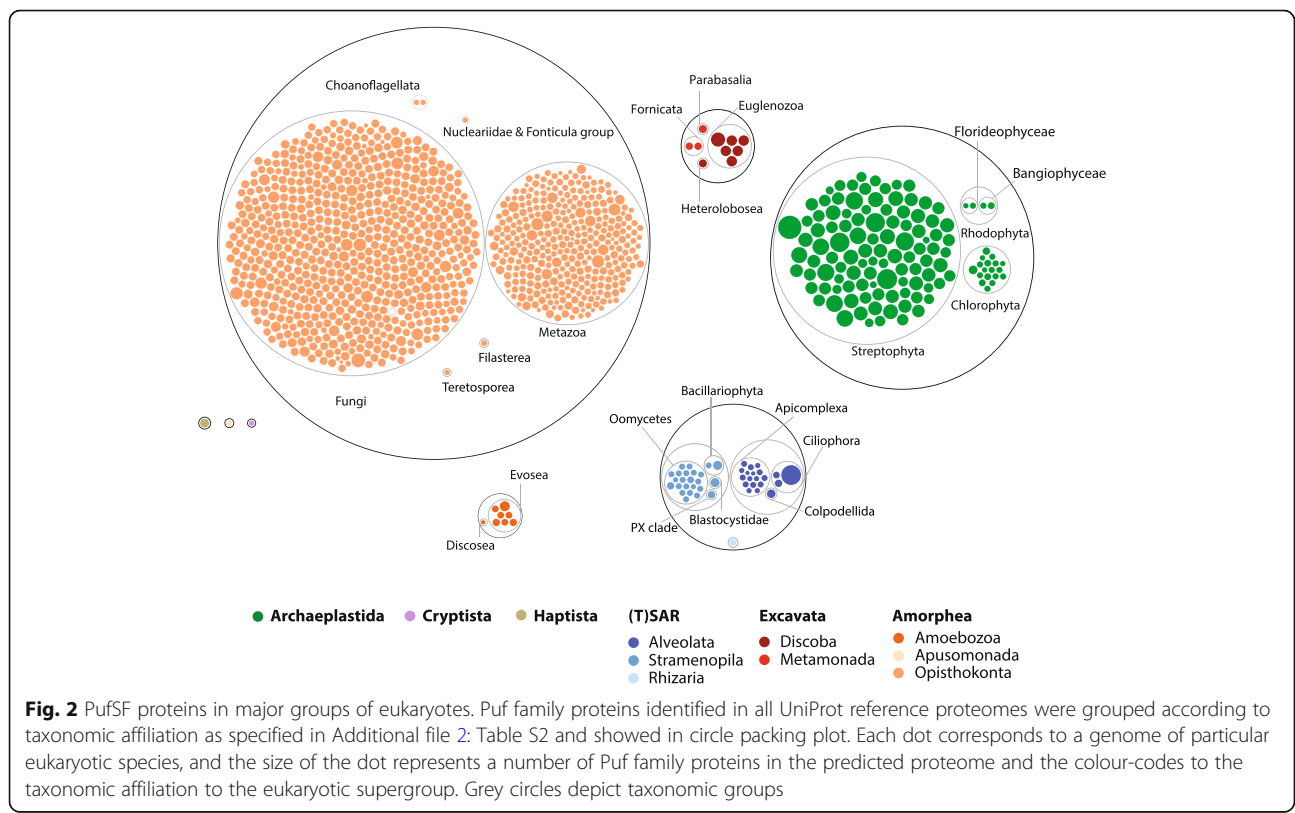 Choanoflagellata
Nucleariidae & Fonticula group
Metazoa
Filasterea
Teretosporea
Fungi
Parabasalia
Fornicata
Euglenozoa
Heterolobosea
Florideophyceae
Bangiophyceae
Rhodophyta
Chlorophyta
Streptophyta
Bacillariophyta
Oomycetes
Apicomplexa
Ciliophora
Colpodellida
Blastocystidae
PX clade
Evosea
Discosea
Archaeplastida
Cryptista
Haptista
(T)SAR
Alveolata
Stramenopila
Rhizaria
Excavata
Discoba
Metamonada
Amorphea
Amoebozoa
Apusomonada
Opisthokonta
Fig. 2 PufSF proteins in major groups of eukaryotes. Puf family proteins identified in all UniProt reference proteomes were grouped according to
taxonomic affiliation as specified in Additional file 2: Table S2 and showed in circle packing plot. Each dot corresponds to a genome of particular
eukaryotic species, and the size of the dot represents a number of Puf family proteins in the predicted proteome and the colour-codes to the
taxonomic affiliation to the eukaryotic supergroup. Grey circles depict taxonomic groups